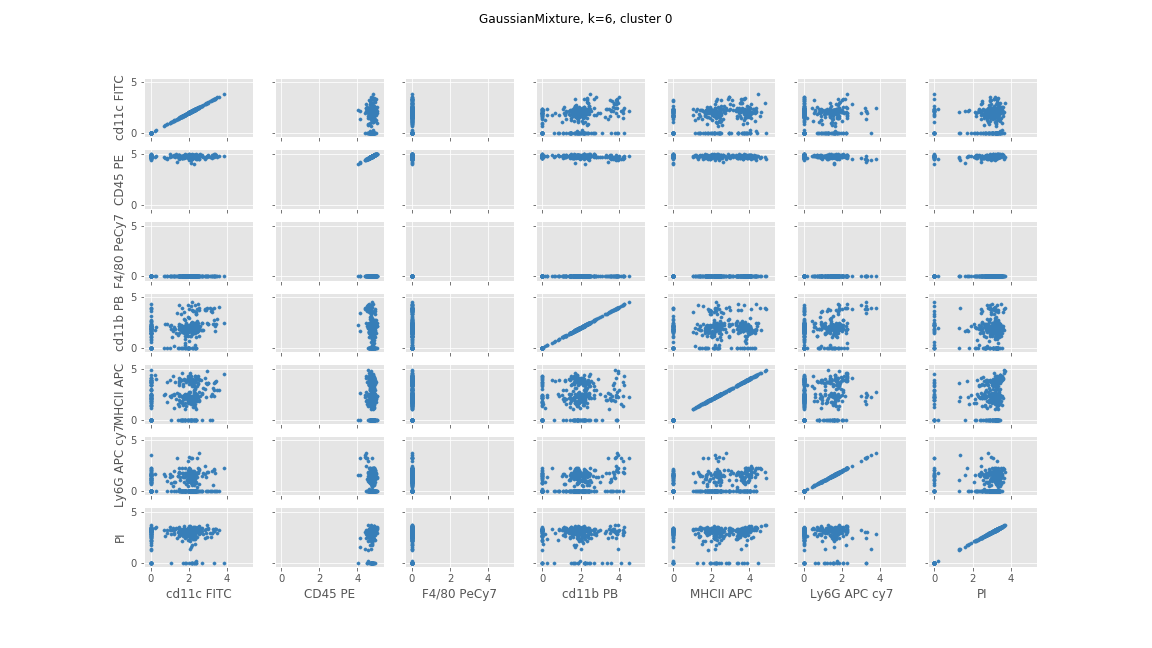 GaussianMixture, k=6, cluster 0
cd11c FITC
5
0
CD45 PE
5
0
F4/80 PeCy7
5
0
cd11b PB
5
0
MHCII APC
5
0
Ly6G APC cy7
5
0
PI
5
0
0 2 4 0 2 4 0 2 4 0 2 4 0 2 4 0 2 4 0 2 4
cd11c FITC CD45 PE F4/80 PeCy7 cd11b PB MHCII APC Ly6G APC cy7 PI